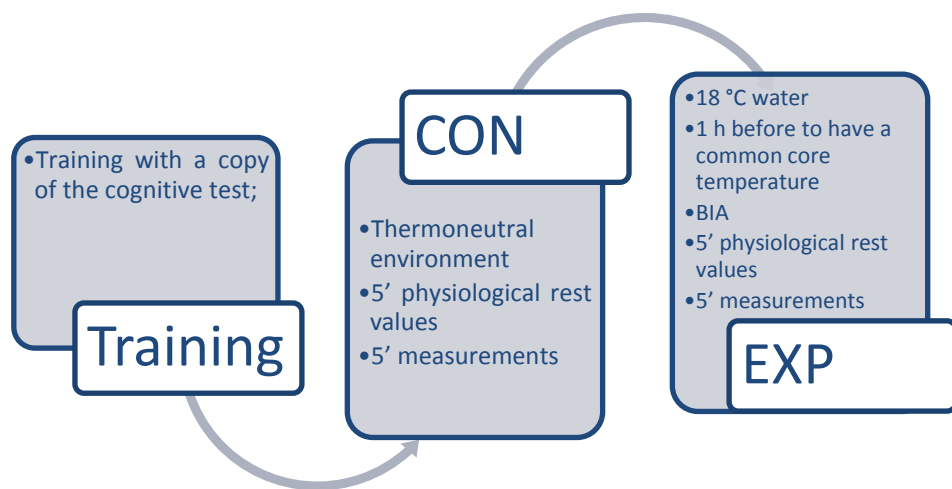 •Training with a copy
of the cognitive test;
Training
CON
•Thermoneutral
environment
•5’ physiological rest
values
•5’ measurements
•18 °C water
•1 h before to have a
common core
temperature
•BIA
•5’ physiological rest
values
•5’ measurements
EXP